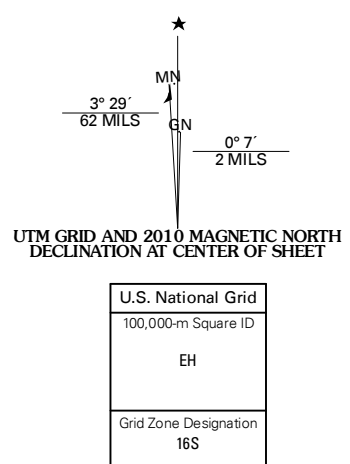 ★
MN
3° 29´
62 MILS
GN
0° 7´
2 MILS
UTM GRID AND 2010 MAGNETIC NORTH
DECLINATION AT CENTER OF SHEET
U.S. National Grid
100,000-m Square ID
EH
Grid Zone Designation
16S